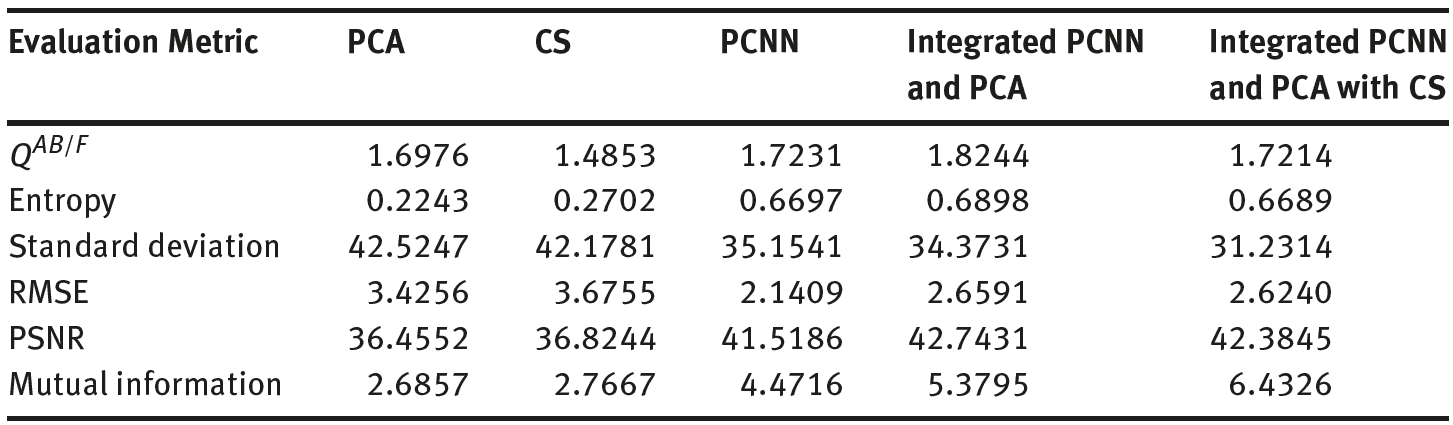 Evaluation Metric PCA CS PCNN Integrated PCNN Integrated PCNN
and PCA and PCA with CS
Q^{AB/F} 1.6976 1.4853 1.7231 1.8244 1.7214
Entropy 0.2243 0.2702 0.6697 0.6898 0.6689
Standard deviation 42.5247 42.1781 35.1541 34.3731 31.2314
RMSE 3.4256 3.6755 2.1409 2.6591 2.6240
PSNR 36.4552 36.8244 41.5186 42.7431 42.3845
Mutual information 2.6857 2.7667 4.4716 5.3795 6.4326